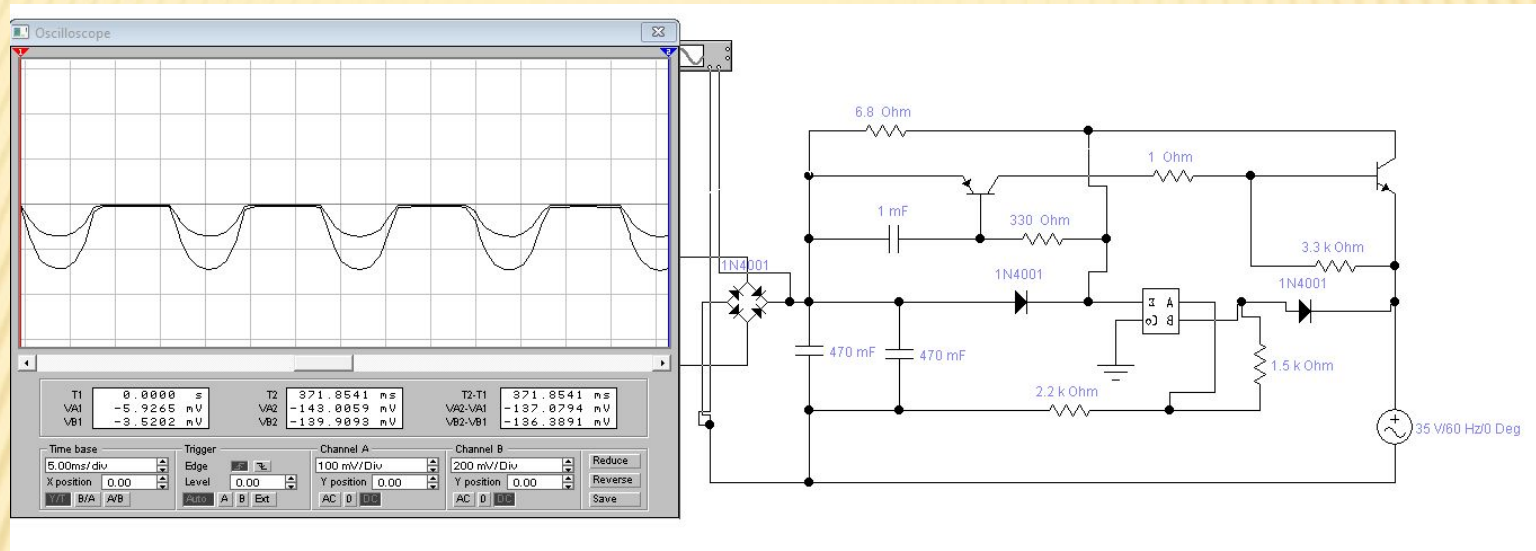 Oscilloscope
1
2
6.8 Ohm
1 Ohm
1 mF
330 Ohm
3.3 k Ohm
1N4001
1N4001
1N4001
470 mF
470 mF
1.5 k Ohm
2.2 k Ohm
35 V/60 Hz/0 Deg
T1 0.0000 s T2 371.8541 ms T2-T1 371.8541 ms
VA1 -5.9265 mV VA2 -143.0059 mV VA2-VA1 -137.0794 mV
VB1 -3.5202 mV VB2 -139.9093 mV VB2-VB1 -136.3891 mV
Time base Trigger Channel A Channel B
5.00ms/div Edge 100 mV/Div 200 mV/Div Reduce
X position 0.00 Level 0.00 Y position 0.00 Y position 0.00 Reverse
Y/T B/A A/B Auto A B Ext AC 0 DC AC 0 DC Save